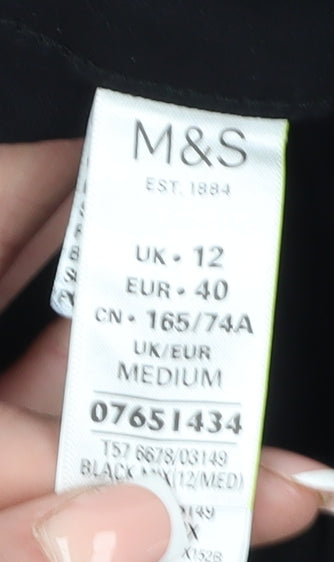 M&S
EST. 1884
UK • 12
EUR • 40
CN • 165/74A
UK/EUR
MEDIUM
07651434
T57 6678/03149
BLACK MIX(12/MED)
X
X152B